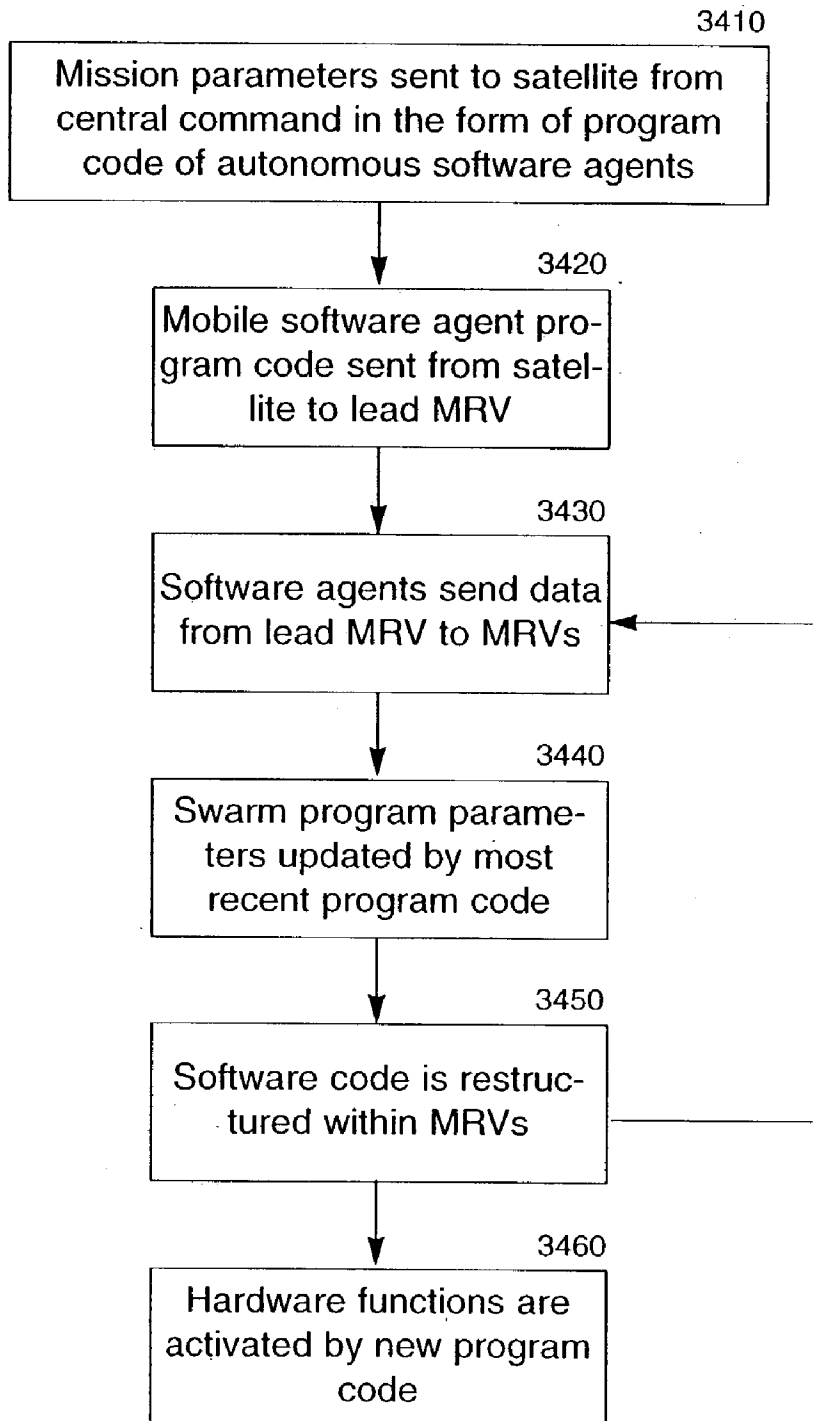 3410
Mission parameters sent to satellite from
central command in the form of program
code of autonomous software agents
3420
Mobile software agent pro-
gram code sent from satel-
lite to lead MRV
3430
Software agents send data
from lead MRV to MRVs
3440
Swarm program parame-
ters updated by most
recent program code
3450
Software code is restruc-
tured within MRVs
3460
Hardware functions are
activated by new program
code